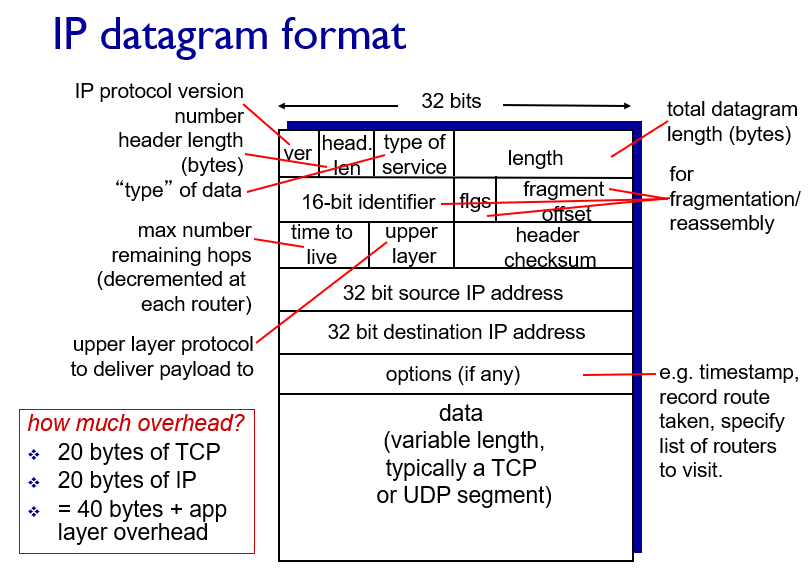 IP datagram format
IP protocol version
number
header length
(bytes)
“type” of data
max number
remaining hops
(decremented at
each router)
upper layer protocol
to deliver payload to
how much overhead?
20 bytes of TCP
20 bytes of IP
= 40 bytes + app
layer overhead
32 bits
ver
head.
len
type of
service
length
16-bit identifier
flgs
fragment
offset
time to
live
upper
layer
header
checksum
32 bit source IP address
32 bit destination IP address
options (if any)
data
(variable length,
typically a TCP
or UDP segment)
total datagram
length (bytes)
for
fragmentation/
reassembly
e.g. timestamp,
record route
taken, specify
list of routers
to visit.